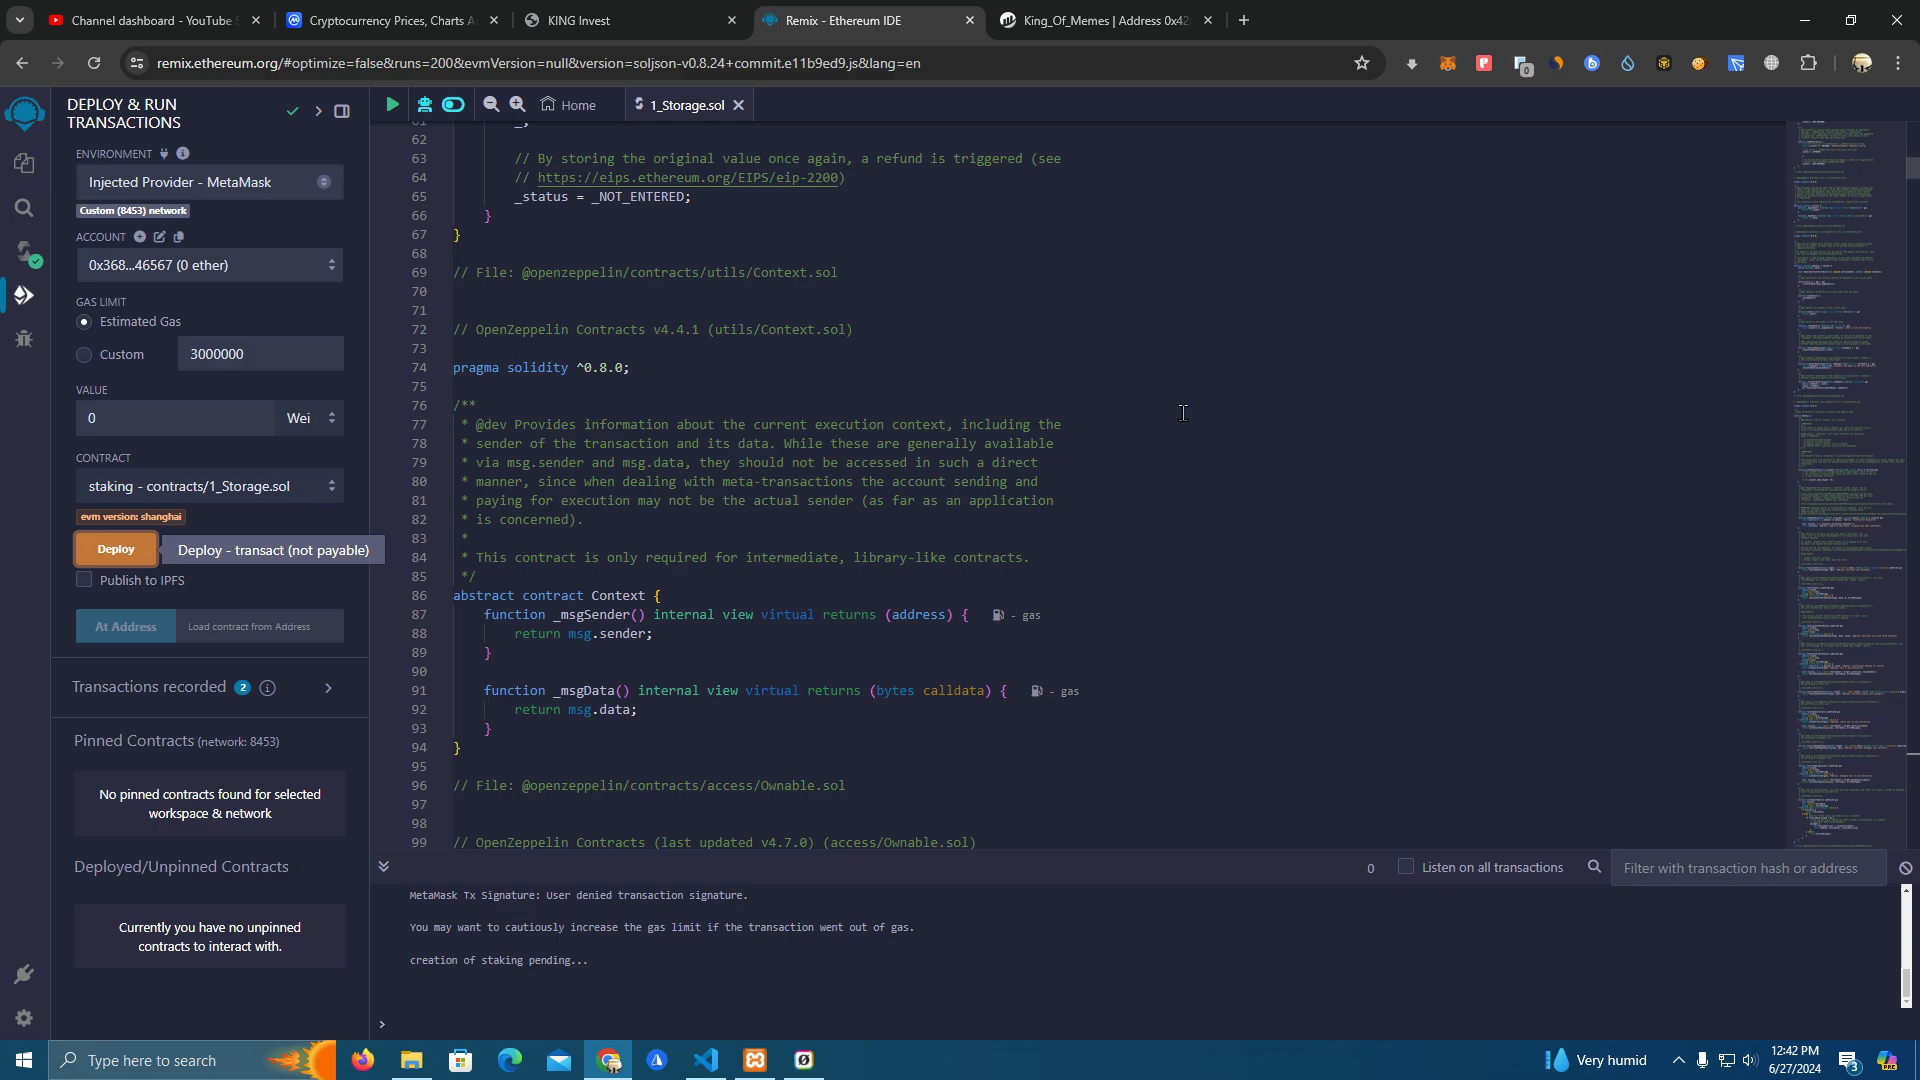 Channel dashboard - YouTube
Cryptocurrency Prices, Charts A
KING Invest
Remix - Ethereum IDE
King_Of_Memes | Address 0x42
remix.ethereum.org/#optimize=false&runs=200&evmVersion=null&version=soljson-v0.8.24+commit.e11b9ed9.js&lang=en
0
DEPLOY & RUN
TRANSACTIONS
ENVIRONMENT
Injected Provider - MetaMask
Custom (8453) network
ACCOUNT
0x368...46567 (0 ether)
GAS LIMIT
Estimated Gas
Custom
3000000
VALUE
0
Wei
CONTRACT
staking - contracts/1_Storage.sol
evm version: shanghai
Deploy
Deploy - transact (not payable)
Publish to IPFS
At Address
Load contract from Address
Transactions recorded 2
Pinned Contracts (network: 8453)
No pinned contracts found for selected
workspace & network
Deployed/Unpinned Contracts
Currently you have no unpinned
contracts to interact with.
Home
1_Storage.sol
61 _;
62
63 // By storing the original value once again, a refund is triggered (see
64 // https://eips.ethereum.org/EIPS/eip-2200)
65 _status = _NOT_ENTERED;
66 }
67 }
68
69 // File: @openzeppelin/contracts/utils/Context.sol
70
71
72 // OpenZeppelin Contracts v4.4.1 (utils/Context.sol)
73
74 pragma solidity ^0.8.0;
75
76 /**
77 * @dev Provides information about the current execution context, including the
78 * sender of the transaction and its data. While these are generally available
79 * via msg.sender and msg.data, they should not be accessed in such a direct
80 * manner, since when dealing with meta-transactions the account sending and
81 * paying for execution may not be the actual sender (as far as an application
82 * is concerned).
83 *
84 * This contract is only required for intermediate, library-like contracts.
85 */
86 abstract contract Context {
87 function _msgSender() internal view virtual returns (address) { - gas
88 return msg.sender;
89 }
90
91 function _msgData() internal view virtual returns (bytes calldata) { - gas
92 return msg.data;
93 }
94 }
95
96 // File: @openzeppelin/contracts/access/Ownable.sol
97
98
99 // OpenZeppelin Contracts (last updated v4.7.0) (access/Ownable.sol)
0
Listen on all transactions
Filter with transaction hash or address
MetaMask Tx Signature: User denied transaction signature.
You may want to cautiously increase the gas limit if the transaction went out of gas.
creation of staking pending...
>
Type here to search
Very humid
12:42 PM
6/27/2024
3
PRE